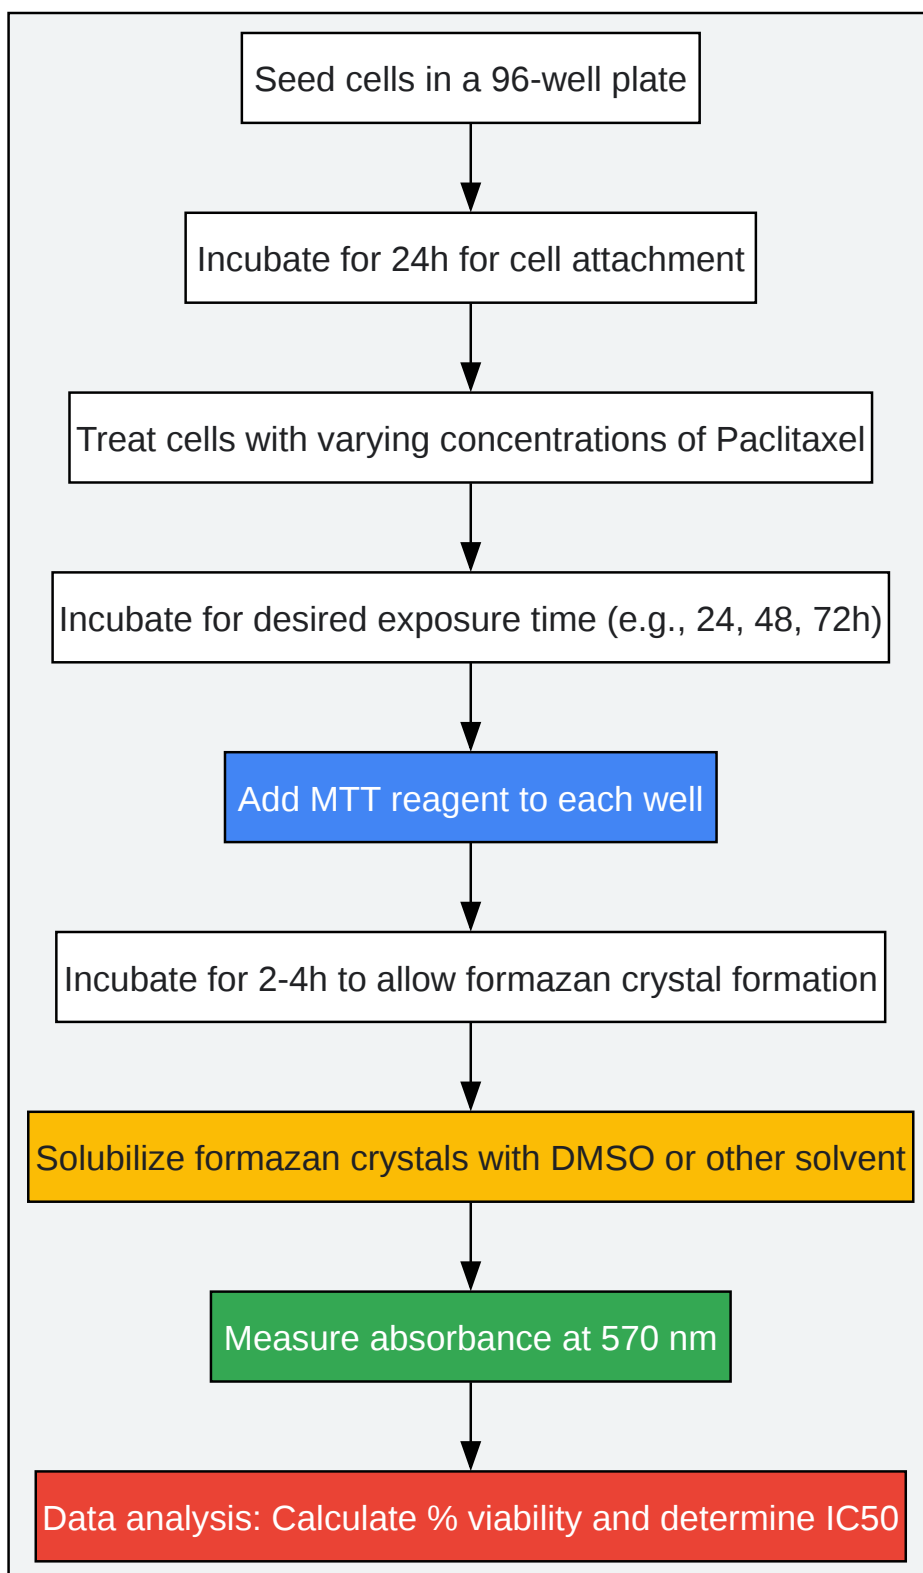 Seed cells in a 96-well plate
Incubate for 24h for cell attachment
Treat cells with varying concentrations of Paclitaxel
Incubate for desired exposure time (e.g., 24, 48, 72h)
Add MTT reagent to each well
Incubate for 2-4h to allow formazan crystal formation
Solubilize formazan crystals with DMSO or other solvent
Measure absorbance at 570 nm
Data analysis: Calculate % viability and determine IC50